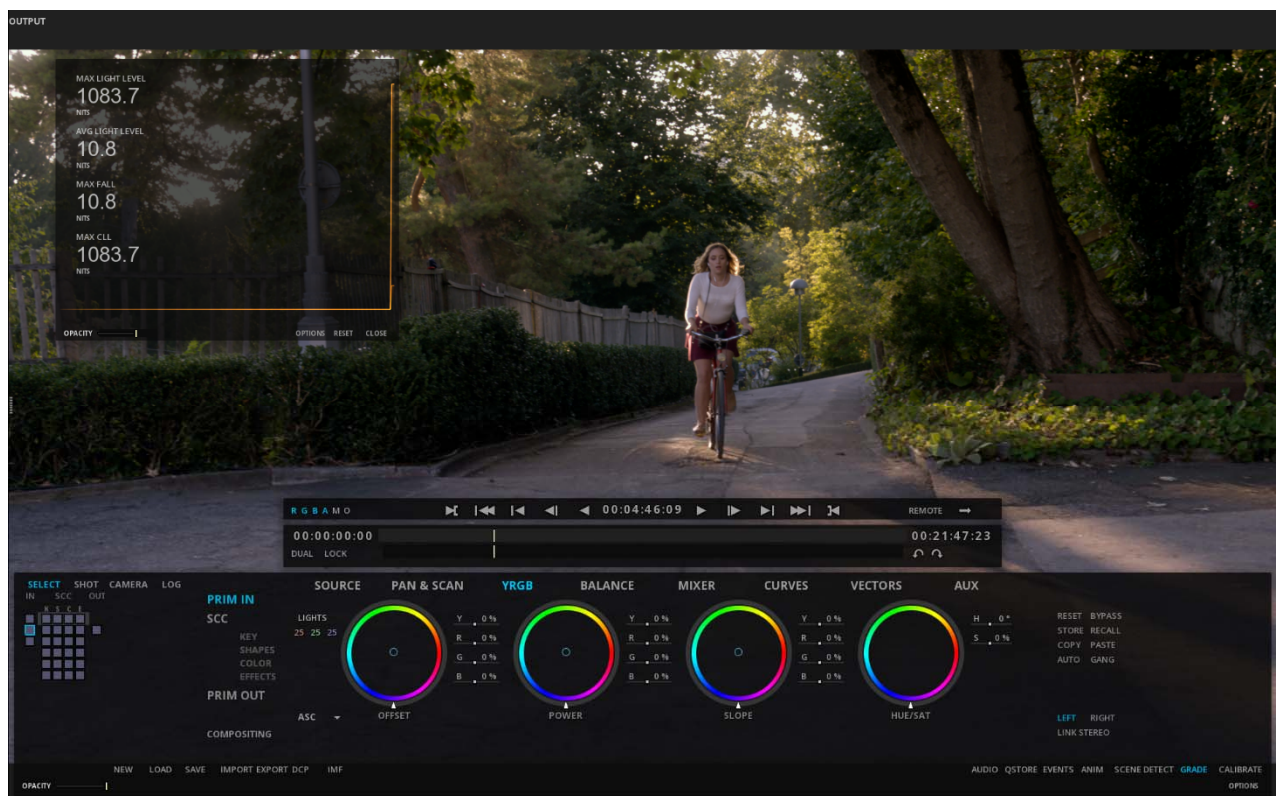 OUTPUT
MAX LIGHT LEVEL
1083.7
NITS
AVG LIGHT LEVEL
10.8
NITS
MAX FALL
10.8
NITS
MAX CLL
1083.7
NITS
OPACITY OPTIONS RESET CLOSE
R G B A M O 00:04:46:09 REMOTE
00:00:00:00 00:21:47:23
DUAL LOCK
SELECT SHOT CAMERA LOG
IN SCC OUT
K S C E
PRIM IN
SCC
KEY
SHAPES
COLOR
EFFECTS
PRIM OUT
COMPOSITING
SOURCE PAN & SCAN YRGB BALANCE MIXER CURVES VECTORS AUX
LIGHTS
25 25 25
ASC
Y 0 %
R 0 %
G 0 %
B 0 %
OFFSET
Y 0 %
R 0 %
G 0 %
B 0 %
POWER
Y 0 %
R 0 %
G 0 %
B 0 %
SLOPE
H 0 °
S 0 %
HUE/SAT
RESET BYPASS
STORE RECALL
COPY PASTE
AUTO GANG
LEFT RIGHT
LINK STEREO
NEW LOAD SAVE IMPORT EXPORT DCP IMF AUDIO QSTORE EVENTS ANIM SCENE DETECT GRADE CALIBRATE
OPACITY OPTIONS